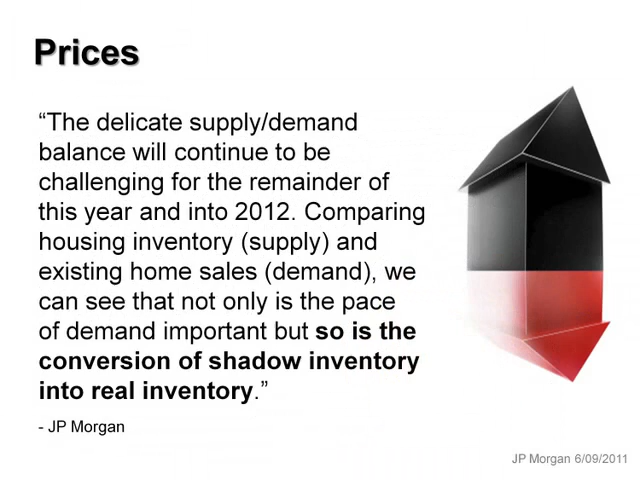 Prices
“The delicate supply/demand
balance will continue to be
challenging for the remainder of
this year and into 2012. Comparing
housing inventory (supply) and
existing home sales (demand), we
can see that not only is the pace
of demand important but so is the
conversion of shadow inventory
into real inventory.”
- JP Morgan
JP Morgan 6/09/2011